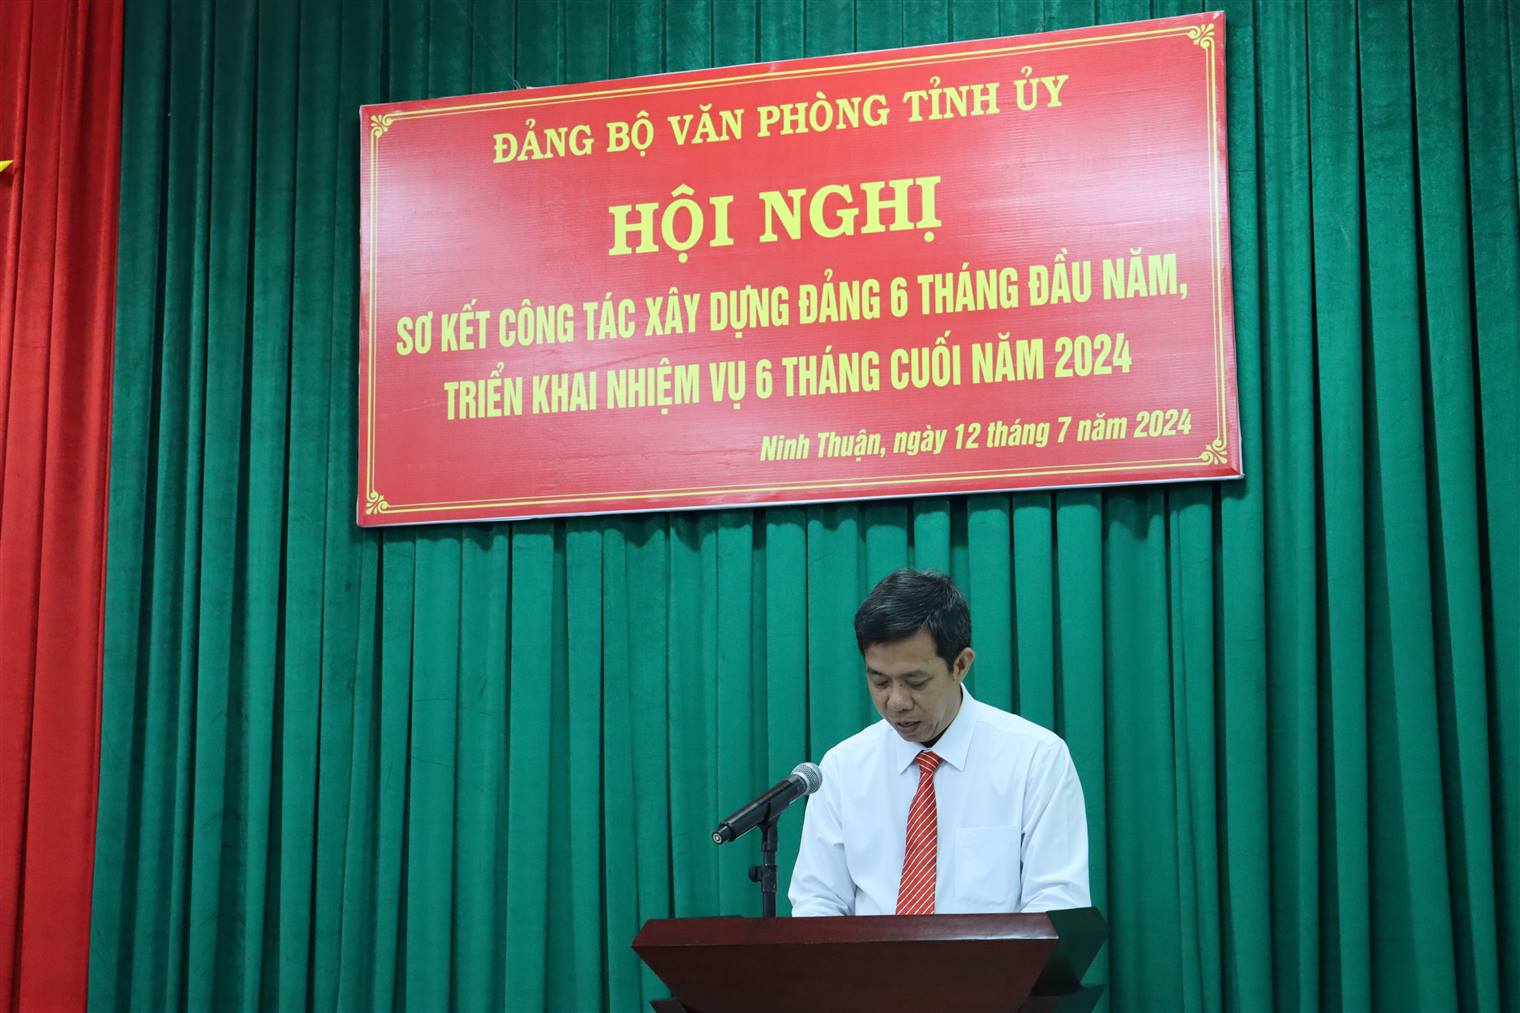 ĐẢNG BỘ VĂN PHÒNG TỈNH ỦY
HỘI NGHỊ
SƠ KẾT CÔNG TÁC XÂY DỰNG ĐẢNG 6 THÁNG ĐẦU NĂM,
TRIỂN KHAI NHIỆM VỤ 6 THÁNG CUỐI NĂM 2024
Ninh Thuận, ngày 12 tháng 7 năm 2024